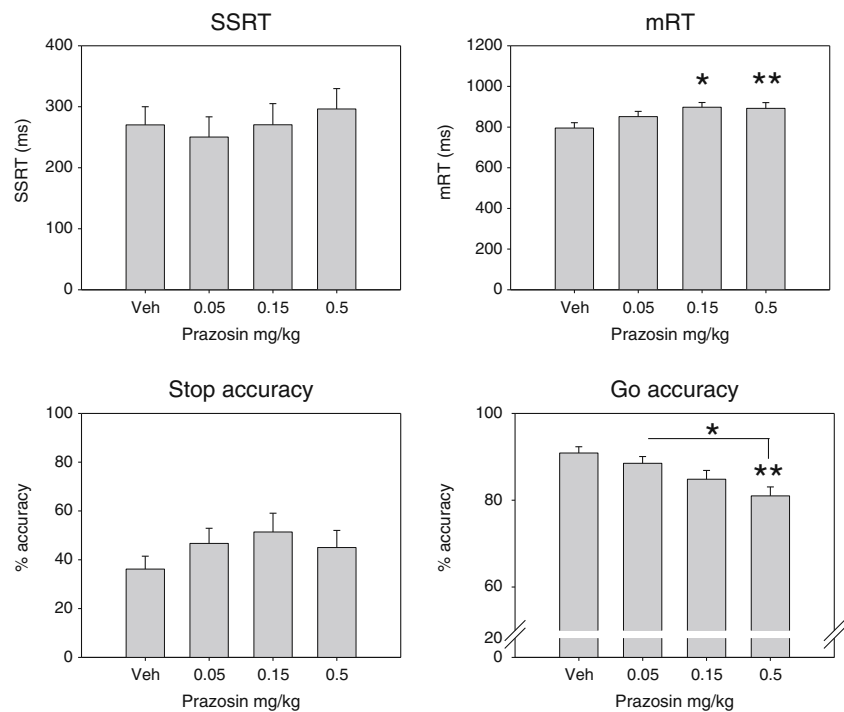 SSRT
400
300
200
100
0
SSRT (ms)
Veh 0.05 0.15 0.5
Prazosin mg/kg
mRT
1200
1000
800
600
400
200
0
mRT (ms)
* **
Veh 0.05 0.15 0.5
Prazosin mg/kg
Stop accuracy
100
80
60
40
20
0
% accuracy
Veh 0.05 0.15 0.5
Prazosin mg/kg
Go accuracy
100
80
60
20
0
% accuracy
*
**
Veh 0.05 0.15 0.5
Prazosin mg/kg